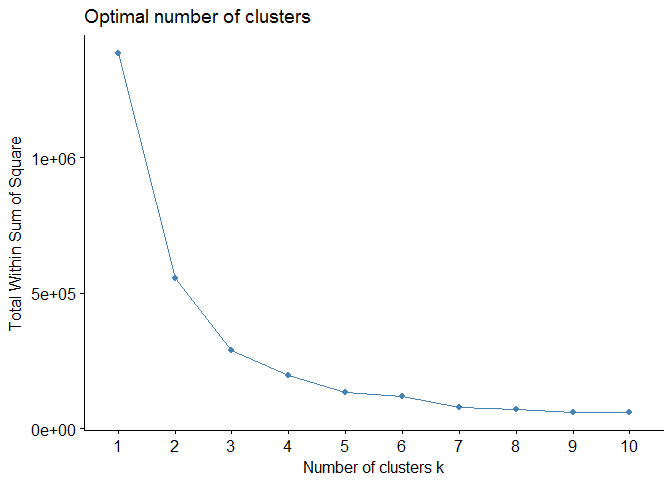 Optimal number of clusters
Total Within Sum of Square
1e+06
5e+05
0e+00
1 2 3 4 5 6 7 8 9 10
Number of clusters k